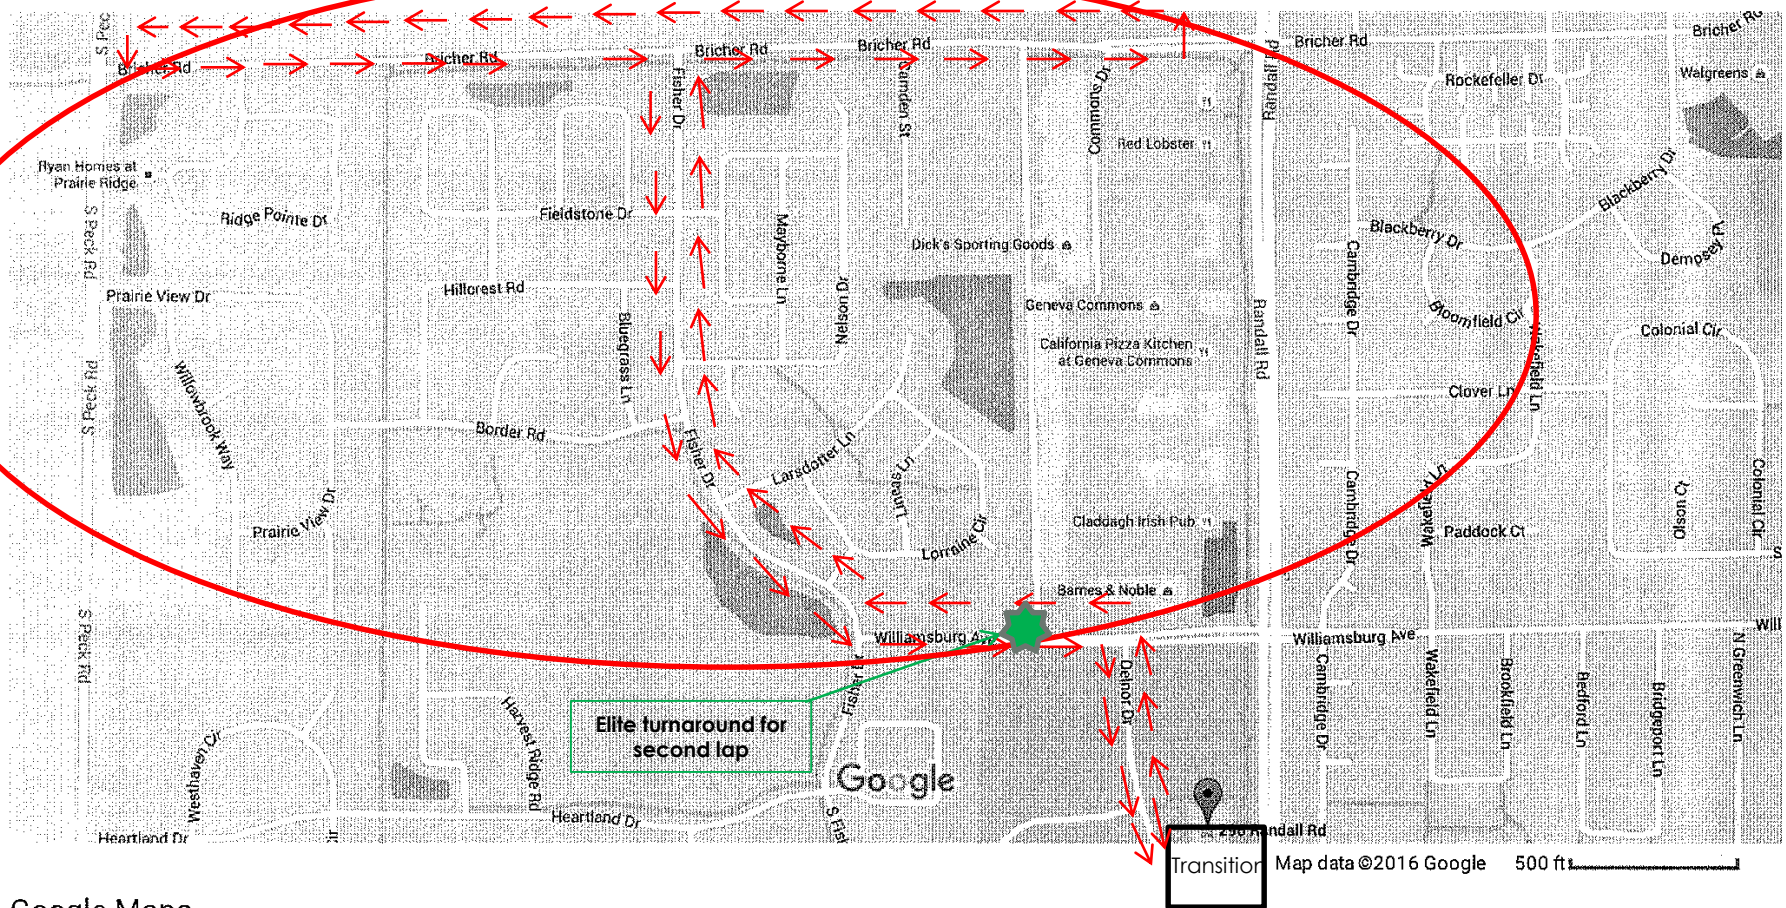 S Pec
Bricher Rd
Bricher Rd
Bricher Rd
Bricher Rd
Bricher Rd
Bricher Rd
Randall Rd
Rockefeller Dr
Walgreens
Fisher Dr
Camden St
Commons Dr
Red Lobster
Ryan Homes at
Prairie Ridge
S Peck Rd
Ridge Pointe Dr
Fieldstone Dr
Mayborne Ln
Dick's Sporting Goods
Blackberry Dr
Blackberry Dr
Dempsey Pl
Cambridge Dr
Prairie View Dr
Hillcrest Rd
Nelson Dr
Geneva Commons
Bloomfield Cir
Colonial Cir
Bluegrass Ln
California Pizza Kitchen
at Geneva Commons
Randall Rd
Wakefield Ln
Willowbrook Way
S Peck Rd
Clover Ln
Border Rd
Fisher Dr
Larsdotter Ln
Cambridge Dr
Wakefield Ln
Olson Ct
Colonial Cir
Prairie View Dr
Claddagh Irish Pub
Lorraine Cir
Paddock Ct
S
Barnes & Noble
Williamsburg Ave
Williamsburg Ave
Will
S Peck Rd
Fisher Dr
Delnor Dr
Cambridge Dr
Wakefield Ln
Brookfield Ln
Bedford Ln
Bridgeport Ln
N Greenwich Ln
Elite turnaround for
second lap
Harvest Ridge Rd
Westhaven Cir
Google
Heartland Dr
Heartland Dr
S Fish
Randall Rd
Transition
Map data ©2016 Google
500 ft
Google Maps